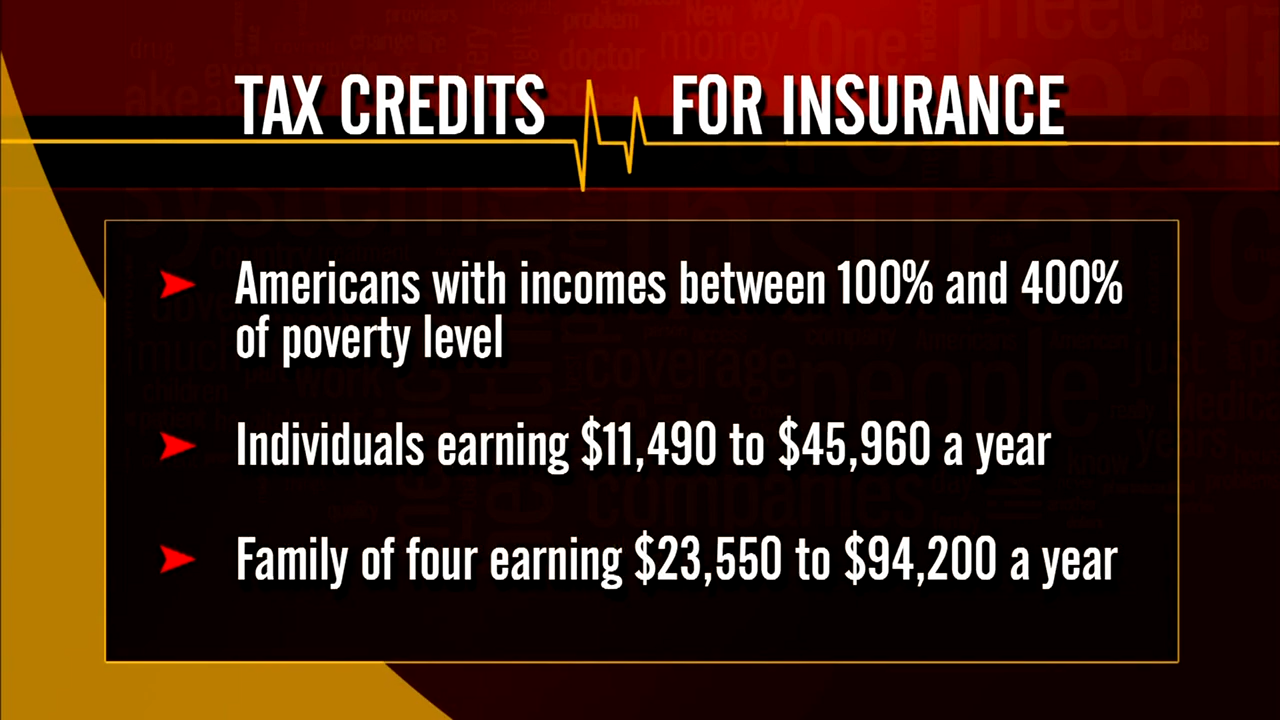 TAX CREDITS FOR INSURANCE
Americans with incomes between 100% and 400%
of poverty level
Individuals earning $11,490 to $45,960 a year
Family of four earning $23,550 to $94,200 a year